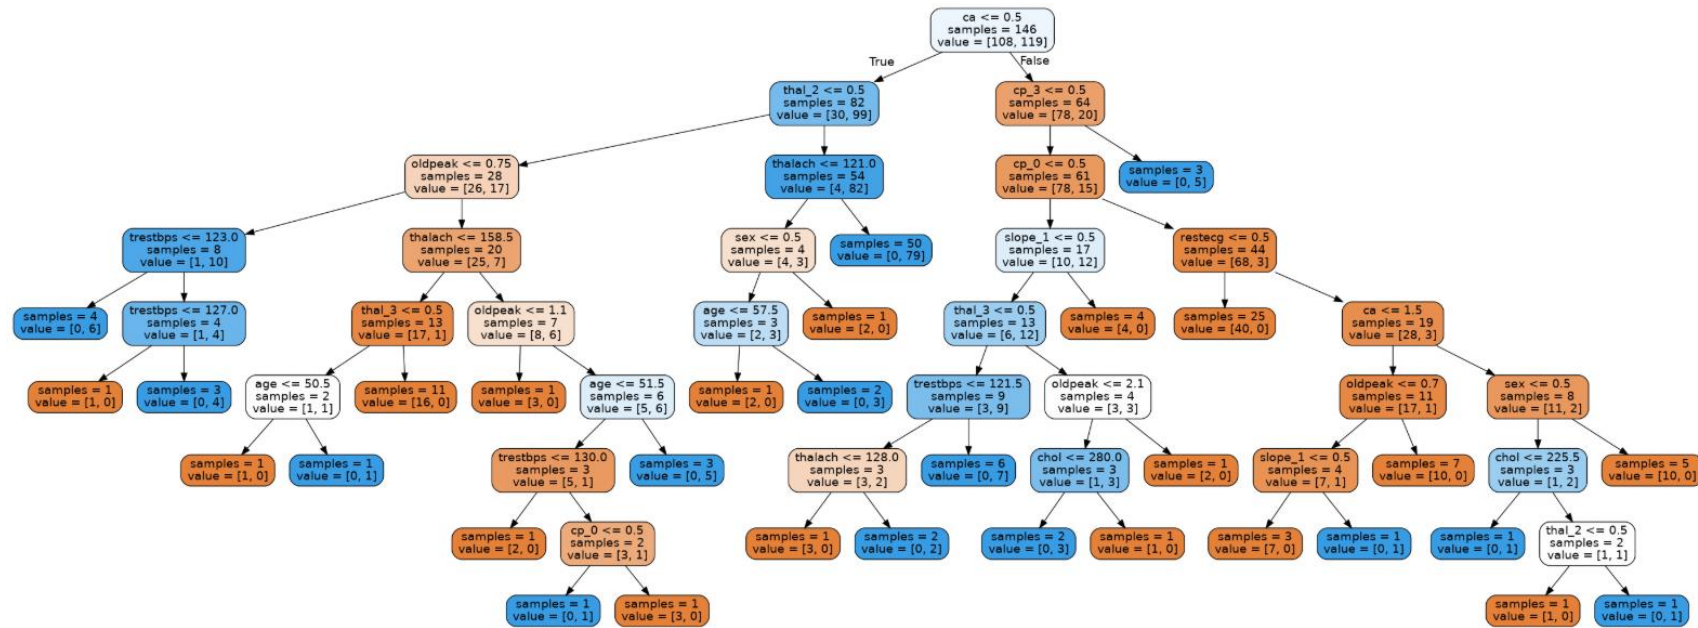 ca <= 0.5
samples = 146
value = [108, 119]
True
False
thal_2 <= 0.5
samples = 82
value = [30, 99]
cp_3 <= 0.5
samples = 64
value = [78, 20]
oldpeak <= 0.75
samples = 28
value = [26, 17]
thalach <= 121.0
samples = 54
value = [4, 82]
cp_0 <= 0.5
samples = 61
value = [78, 15]
samples = 3
value = [0, 5]
trestbps <= 123.0
samples = 8
value = [1, 10]
thalach <= 158.5
samples = 20
value = [25, 7]
sex <= 0.5
samples = 4
value = [4, 3]
samples = 50
value = [0, 79]
slope_1 <= 0.5
samples = 17
value = [10, 12]
restecg <= 0.5
samples = 44
value = [68, 3]
samples = 4
value = [0, 6]
trestbps <= 127.0
samples = 4
value = [1, 4]
thal_3 <= 0.5
samples = 13
value = [17, 1]
oldpeak <= 1.1
samples = 7
value = [8, 6]
age <= 57.5
samples = 3
value = [2, 3]
samples = 1
value = [2, 0]
thal_3 <= 0.5
samples = 13
value = [6, 12]
samples = 4
value = [4, 0]
samples = 25
value = [40, 0]
ca <= 1.5
samples = 19
value = [28, 3]
samples = 1
value = [1, 0]
samples = 3
value = [0, 4]
age <= 50.5
samples = 2
value = [1, 1]
samples = 11
value = [16, 0]
samples = 1
value = [3, 0]
age <= 51.5
samples = 6
value = [5, 6]
samples = 1
value = [2, 0]
samples = 2
value = [0, 3]
trestbps <= 121.5
samples = 9
value = [3, 9]
oldpeak <= 2.1
samples = 4
value = [3, 3]
oldpeak <= 0.7
samples = 11
value = [17, 1]
sex <= 0.5
samples = 8
value = [11, 2]
samples = 1
value = [1, 0]
samples = 1
value = [0, 1]
trestbps <= 130.0
samples = 3
value = [5, 1]
samples = 3
value = [0, 5]
thalach <= 128.0
samples = 3
value = [3, 2]
samples = 6
value = [0, 7]
chol <= 280.0
samples = 3
value = [1, 3]
samples = 1
value = [2, 0]
slope_1 <= 0.5
samples = 4
value = [7, 1]
samples = 7
value = [10, 0]
chol <= 225.5
samples = 3
value = [1, 2]
samples = 5
value = [10, 0]
samples = 1
value = [2, 0]
cp_0 <= 0.5
samples = 2
value = [3, 1]
samples = 1
value = [3, 0]
samples = 2
value = [0, 2]
samples = 2
value = [0, 3]
samples = 1
value = [1, 0]
samples = 3
value = [7, 0]
samples = 1
value = [0, 1]
samples = 1
value = [0, 1]
thal_2 <= 0.5
samples = 2
value = [1, 1]
samples = 1
value = [0, 1]
samples = 1
value = [3, 0]
samples = 1
value = [1, 0]
samples = 1
value = [0, 1]